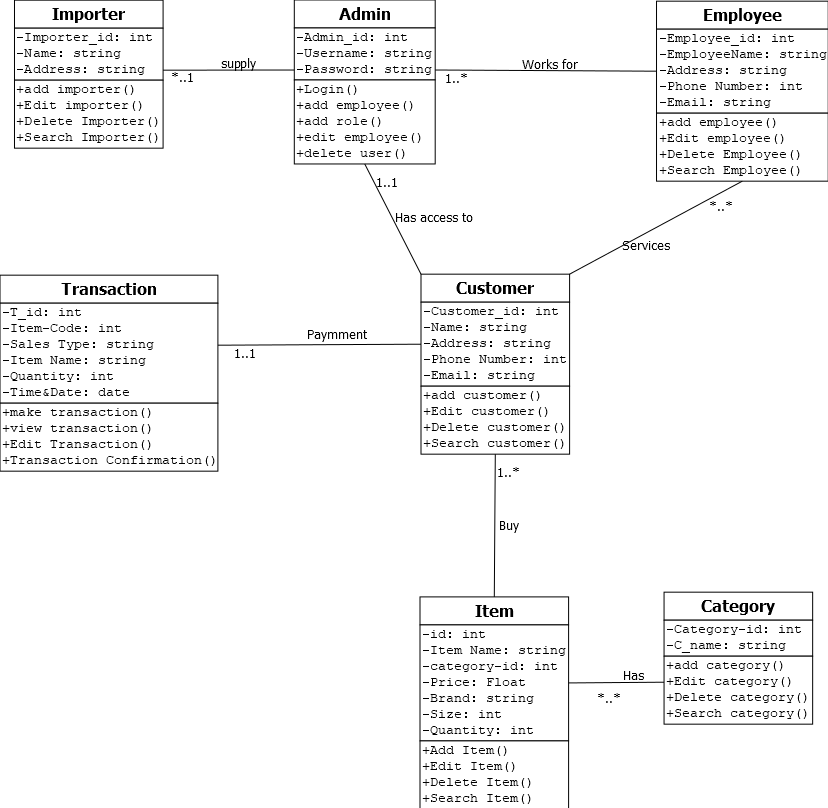 Importer
-Importer_id: int
-Name: string
-Address: string
+add importer()
+Edit importer()
+Delete Importer()
+Search Importer()
supply
*..1
Admin
-Admin_id: int
-Username: string
-Password: string
+Login()
+add employee()
+add role()
+edit employee()
+delete user()
Works for
1..*
Employee
-Employee_id: int
-EmployeeName: string
-Address: string
-Phone Number: int
-Email: string
+add employee()
+Edit employee()
+Delete Employee()
+Search Employee()
1..1
Has access to
*..*
Services
Transaction
-T_id: int
-Item-Code: int
-Sales Type: string
-Item Name: string
-Quantity: int
-Time&Date: date
+make transaction()
+view transaction()
+Edit Transaction()
+Transaction Confirmation()
Paymment
1..1
Customer
-Customer_id: int
-Name: string
-Address: string
-Phone Number: int
-Email: string
+add customer()
+Edit customer()
+Delete customer()
+Search customer()
1..*
Buy
Item
-id: int
-Item Name: string
-category-id: int
-Price: Float
-Brand: string
-Size: int
-Quantity: int
+Add Item()
+Edit Item()
+Delete Item()
+Search Item()
Has
*..*
Category
-Category-id: int
-C_name: string
+add category()
+Edit category()
+Delete category()
+Search category()